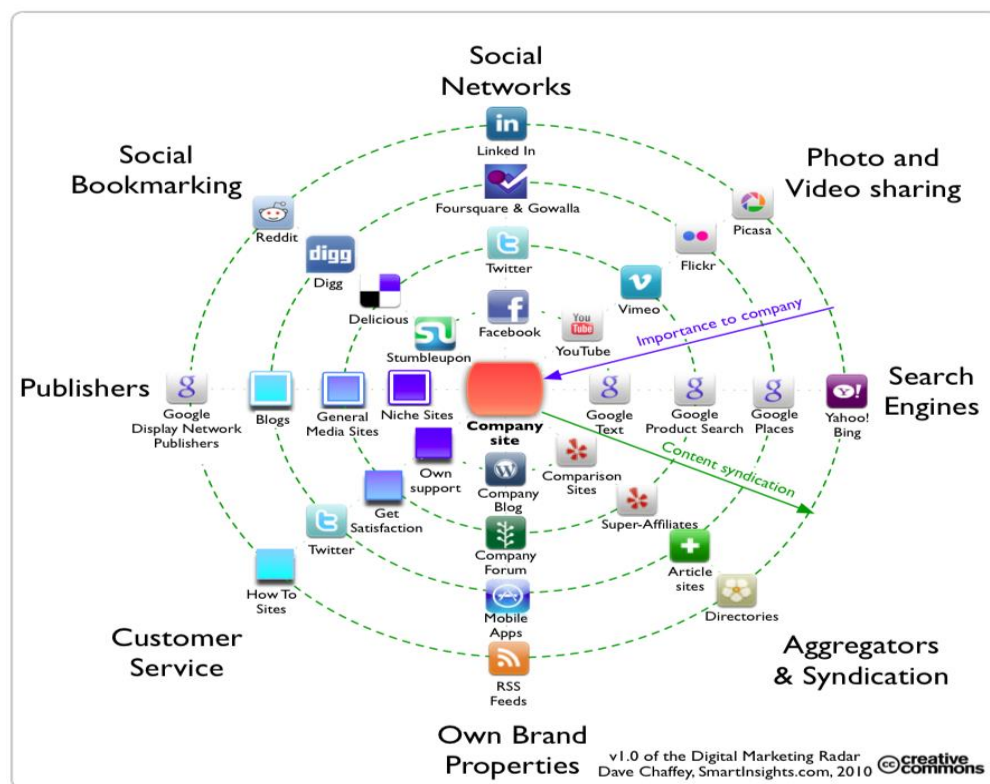 Social
Networks
in
Linked In
Social
Bookmarking
Photo and
Video sharing
Foursquare & Gowalla
Reddit
Picasa
digg
Digg
Twitter
Flickr
Delicious
Vimeo
Facebook
You
Tube
YouTube
Stumbleupon
Importance to company
Publishers
Google
Display Network
Publishers
Blogs
General
Media Sites
Niche Sites
Company
site
Google
Text
Google
Product Search
Google
Places
Yahoo!
Bing
Search
Engines
Content syndication
Own
support
Company
Blog
Comparison
Sites
Get
Satisfaction
Super-Affiliates
Twitter
Company
Forum
Article
sites
How To
Sites
Mobile
Apps
Directories
Customer
Service
RSS
Feeds
Aggregators
& Syndication
Own Brand
Properties
v1.0 of the Digital Marketing Radar
Dave Chaffey, SmartInsights.com, 2010
cc creative
commons